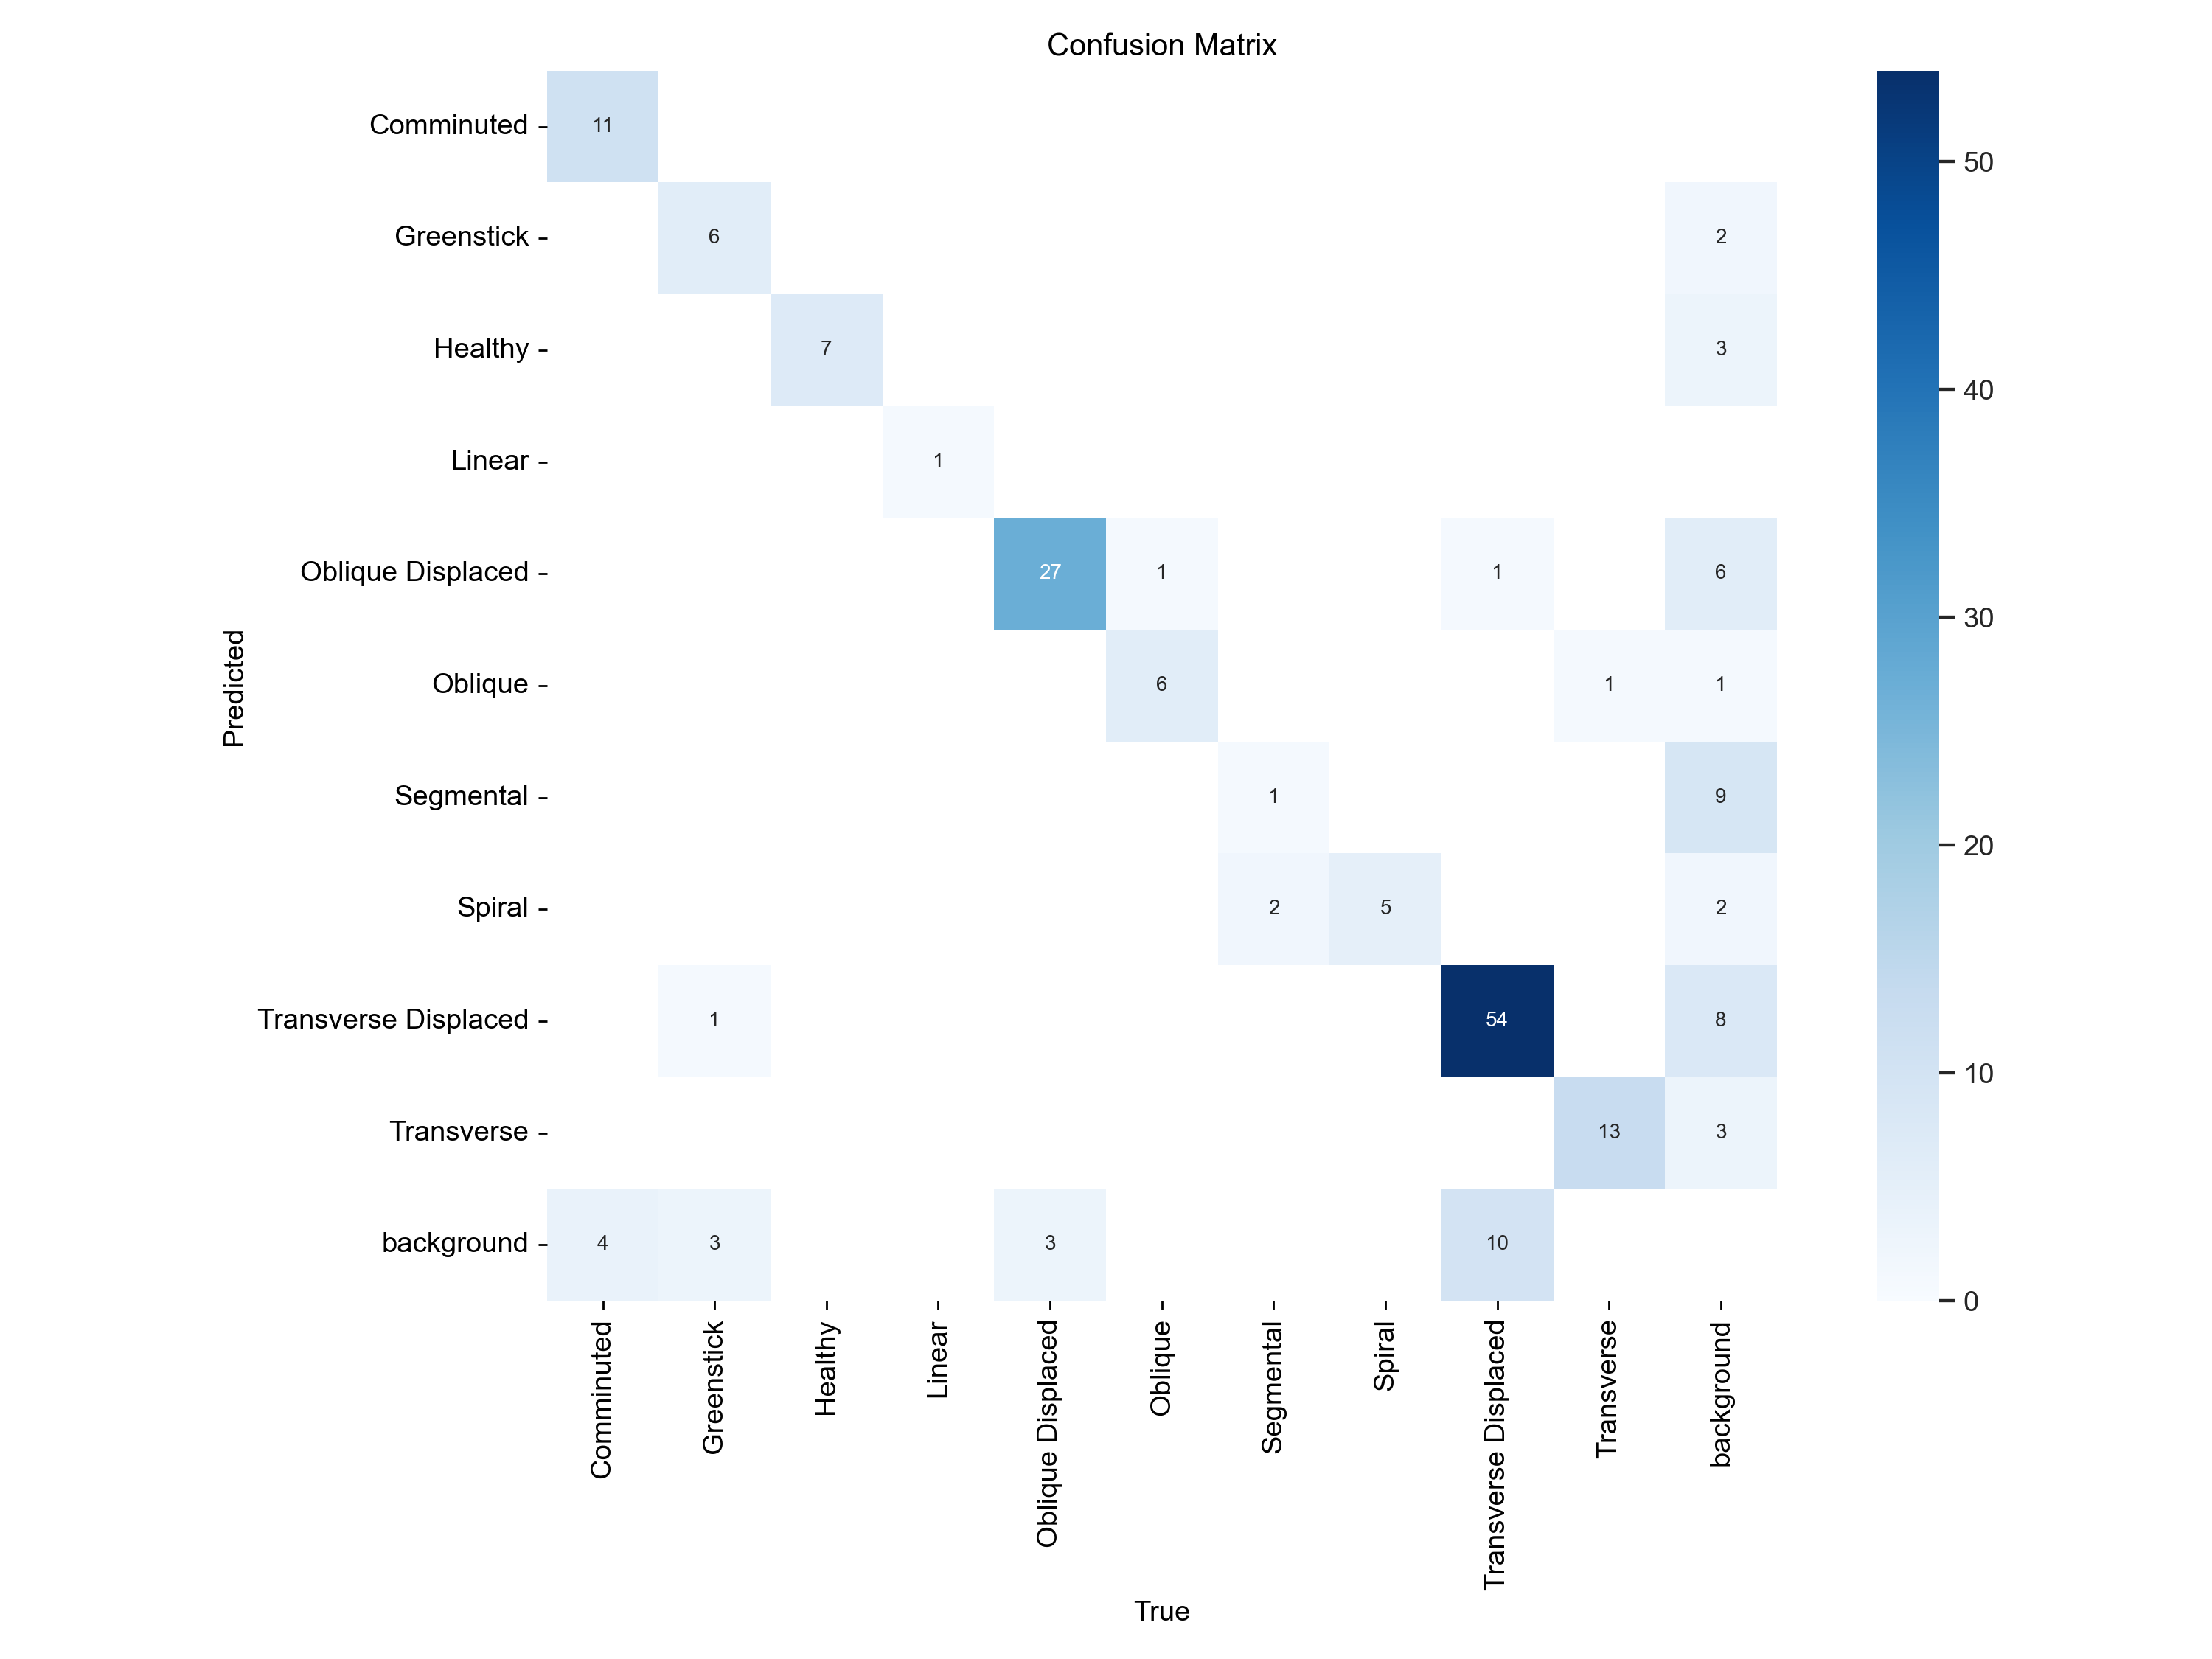 Confusion Matrix
Comminuted
11
50
Greenstick
6
2
Healthy
7
3
40
Linear
1
Oblique Displaced
27
1
1
6
30
Predicted
Oblique
6
1
1
Segmental
1
9
20
Spiral
2
5
2
Transverse Displaced
1
54
8
10
Transverse
13
3
background
4
3
3
10
0
Comminuted
Greenstick
Healthy
Linear
Oblique Displaced
Oblique
Segmental
Spiral
Transverse Displaced
Transverse
background
True